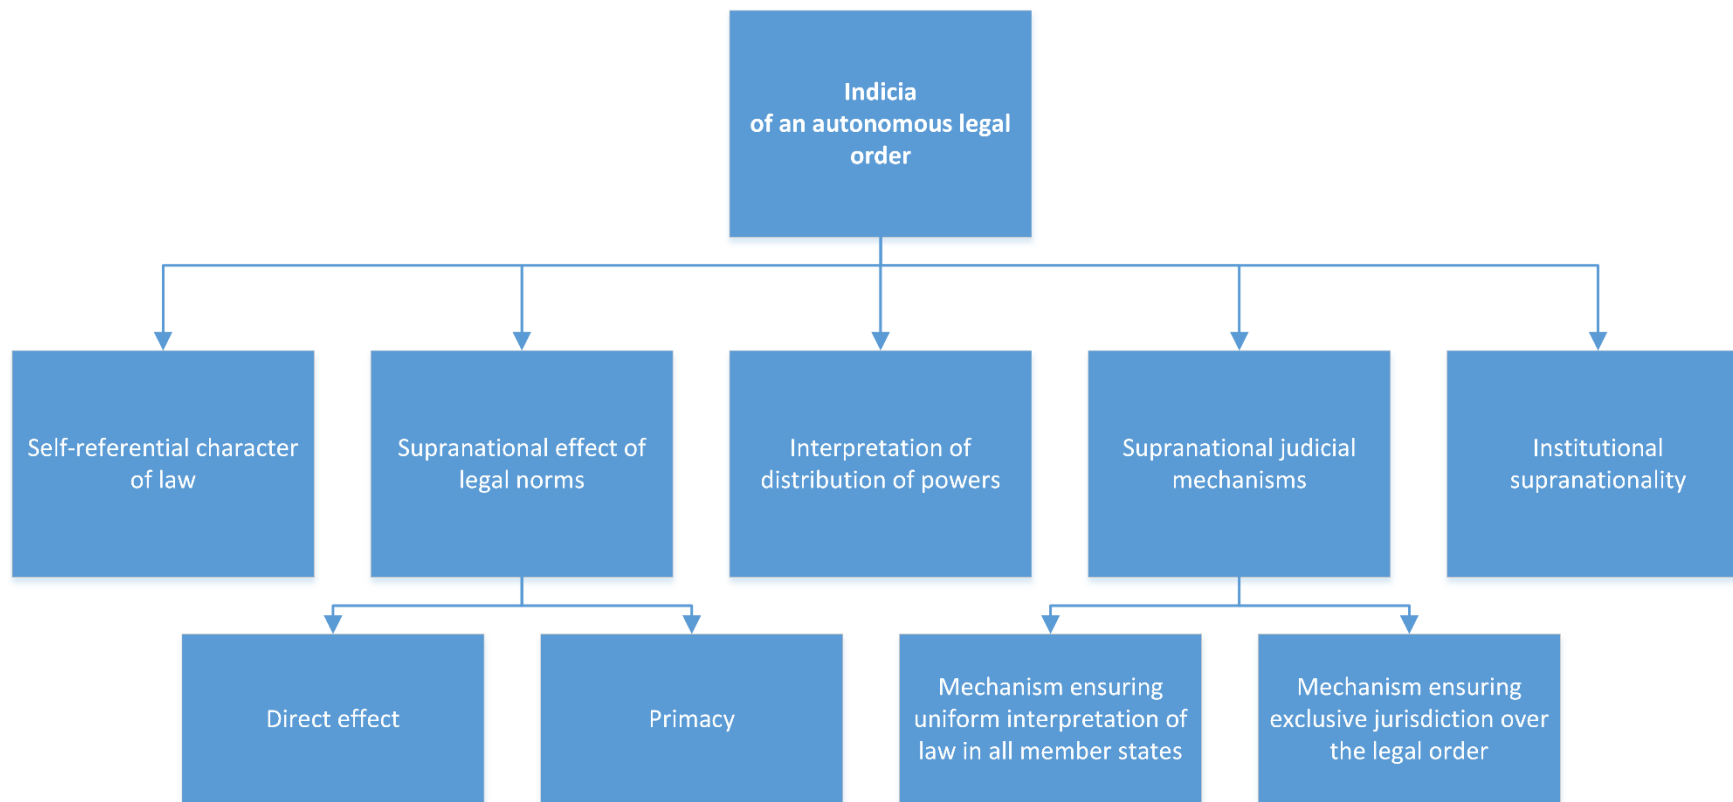 Indicia
of an autonomous legal
order
Self-referential character
of law
Supranational effect of
legal norms
Interpretation of
distribution of powers
Supranational judicial
mechanisms
Institutional
supranationality
Direct effect
Primacy
Mechanism ensuring
uniform interpretation of
law in all member states
Mechanism ensuring
exclusive jurisdiction over
the legal order